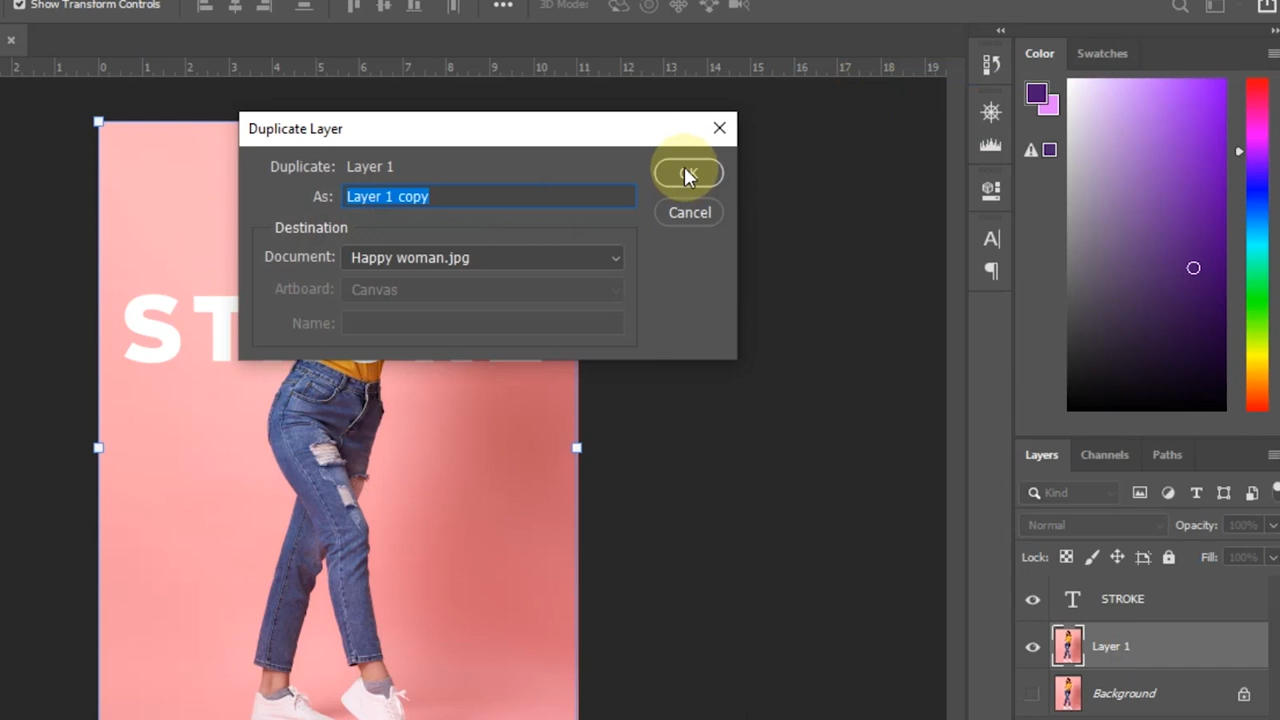 Show Transform Controls
3D Mode:
2 1 0 1 2 3 4 5 6 7 8 9 10 11 12 13 14 15 16 17 18 19
Color Swatches
Duplicate Layer
Duplicate: Layer 1
As: Layer 1 copy
OK
Cancel
Destination
Document: Happy woman.jpg
Artboard: Canvas
Name:
ST
Layers Channels Paths
Kind
Normal Opacity: 100%
Lock: Fill: 100%
T STROKE
Layer 1
Background